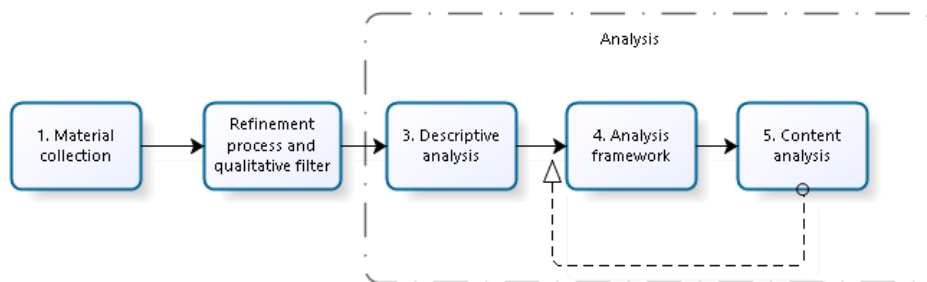 Analysis
1. Material
collection
Refinement
process and
qualitative filter
3. Descriptive
analysis
4. Analysis
framework
5. Content
analysis